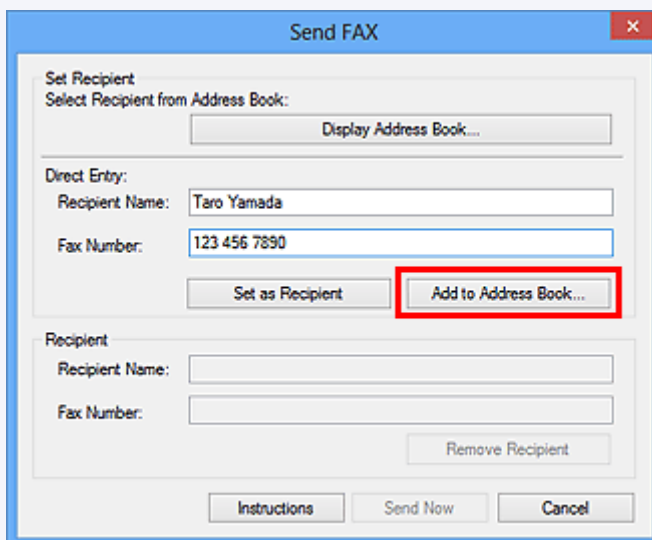 Send FAX
Set Recipient
Select Recipient from Address Book:
Display Address Book...
Direct Entry:
Recipient Name: Taro Yamada
Fax Number: 123 456 7890
Set as Recipient Add to Address Book...
Recipient
Recipient Name:
Fax Number:
Remove Recipient
Instructions Send Now Cancel